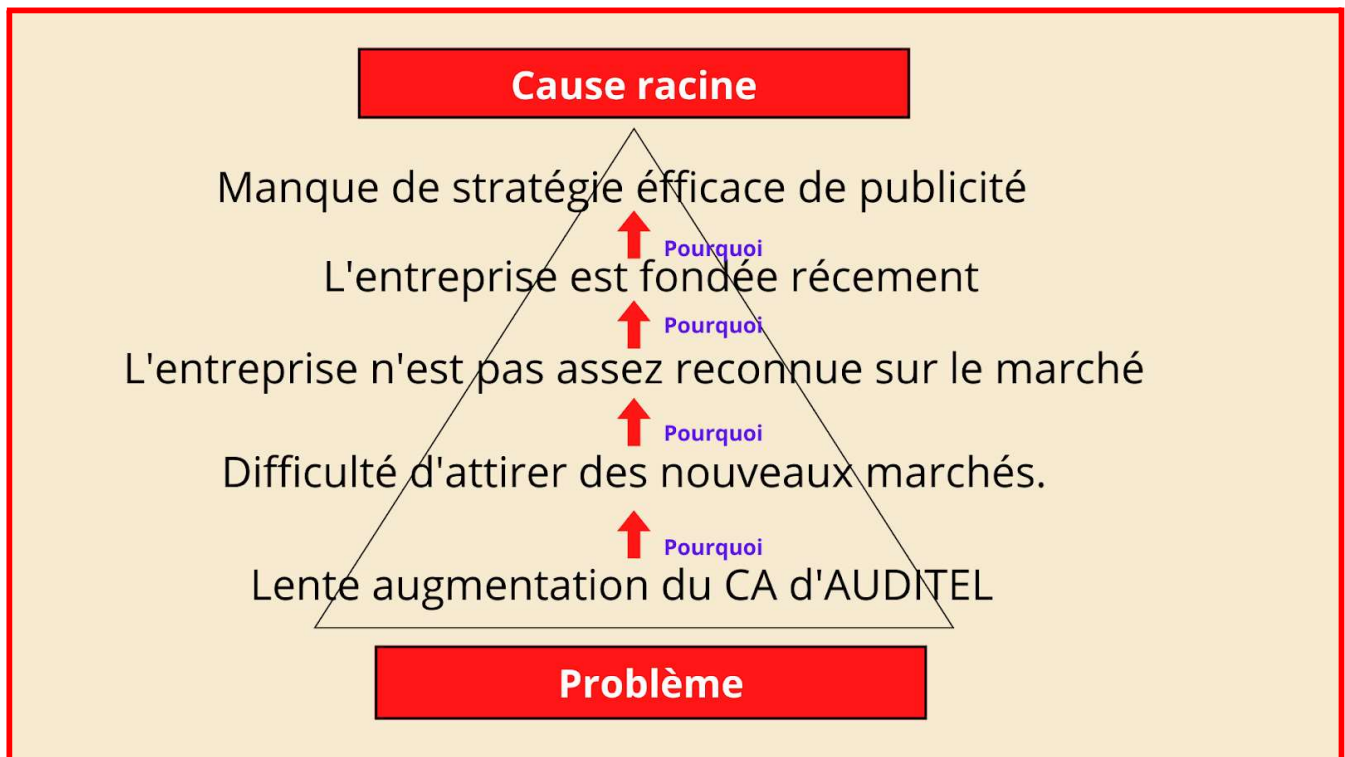 Cause racine
Manque de stratégie éfficace de publicité
Pourquoi
L'entreprise est fondée récement
Pourquoi
L'entreprise n'est pas assez reconnue sur le marché
Pourquoi
Difficulté d'attirer des nouveaux marchés.
Pourquoi
Lente augmentation du CA d'AUDITEL
Problème